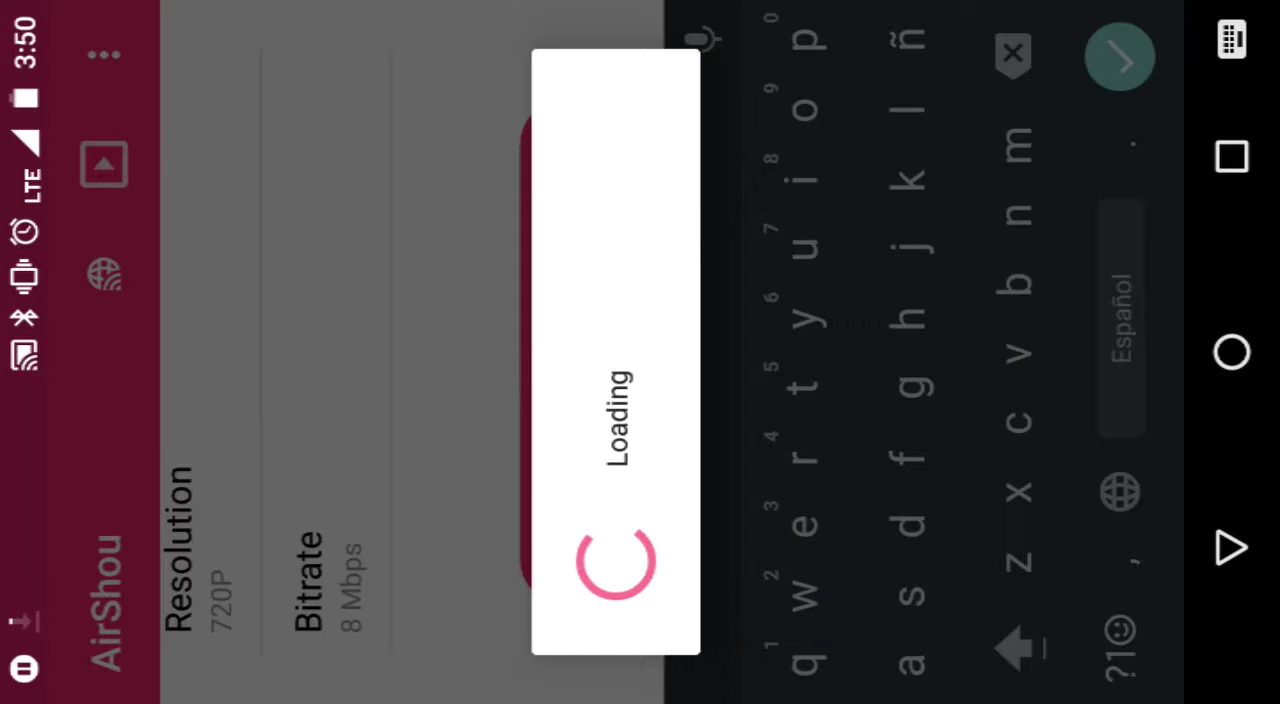 3:50
LTE
AirShou
Resolution
720P
Bitrate
8 Mbps
Loading
1 2 3 4 5 6 7 8 9 0
q w e r t y u i o p
a s d f g h j k l ñ
z x c v b n m
?1 , Español .